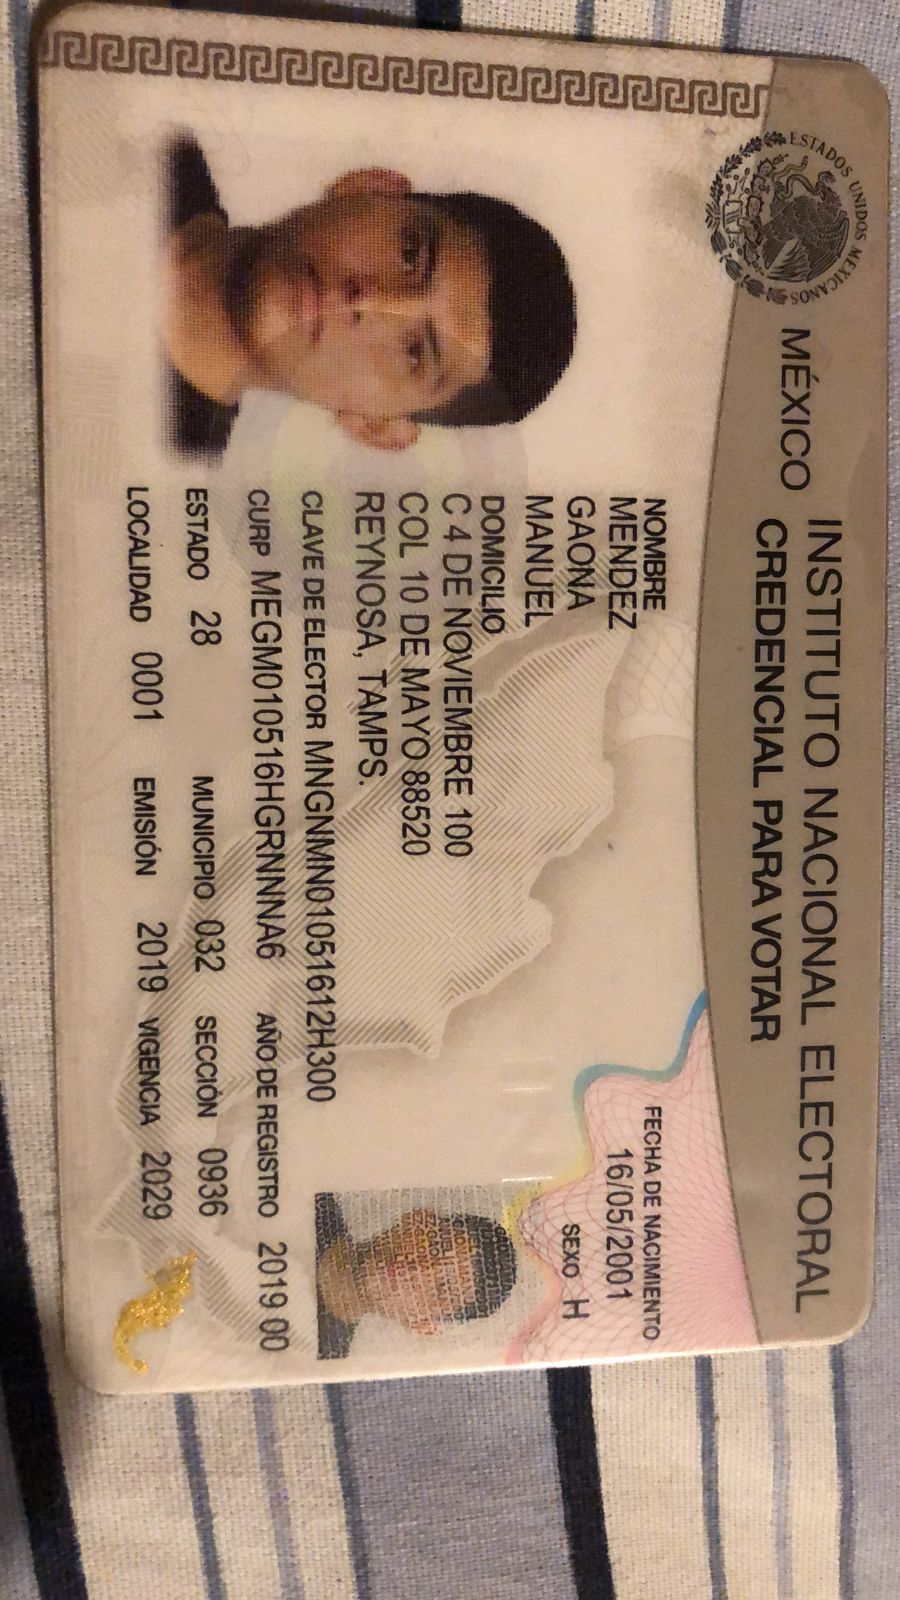 ESTADOS UNIDOS MEXICANOS
MÉXICO
INSTITUTO NACIONAL ELECTORAL
CREDENCIAL PARA VOTAR
NOMBRE
MENDEZ
GAONA
MANUEL
FECHA DE NACIMIENTO
16/05/2001
SEXO H
DOMICILIO
C 4 DE NOVIEMBRE 100
COL 10 DE MAYO 88520
REYNOSA, TAMPS.
CLAVE DE ELECTOR MNGNMN01051612H300
CURP MEGM010516HGRNNNA6 AÑO DE REGISTRO 2019 00
ESTADO 28 MUNICIPIO 032 SECCIÓN 0936
LOCALIDAD 0001 EMISIÓN 2019 VIGENCIA 2029